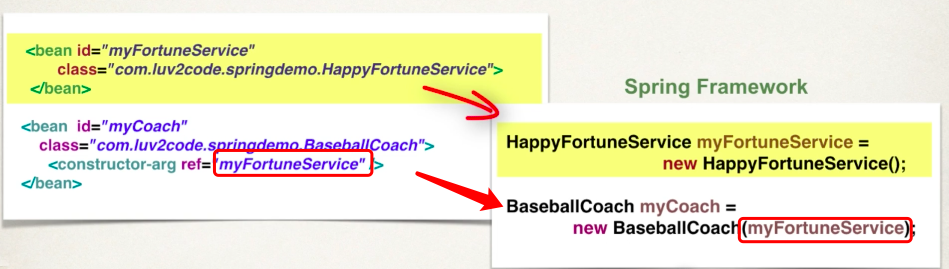 <bean id="myFortuneService"
class="com.luv2code.springdemo.HappyFortuneService">
</bean>
<bean id="myCoach"
class="com.luv2code.springdemo.BaseballCoach">
<constructor-arg ref="myFortuneService" />
</bean>
Spring Framework
HappyFortuneService myFortuneService =
new HappyFortuneService();
BaseballCoach myCoach =
new BaseballCoach(myFortuneService);